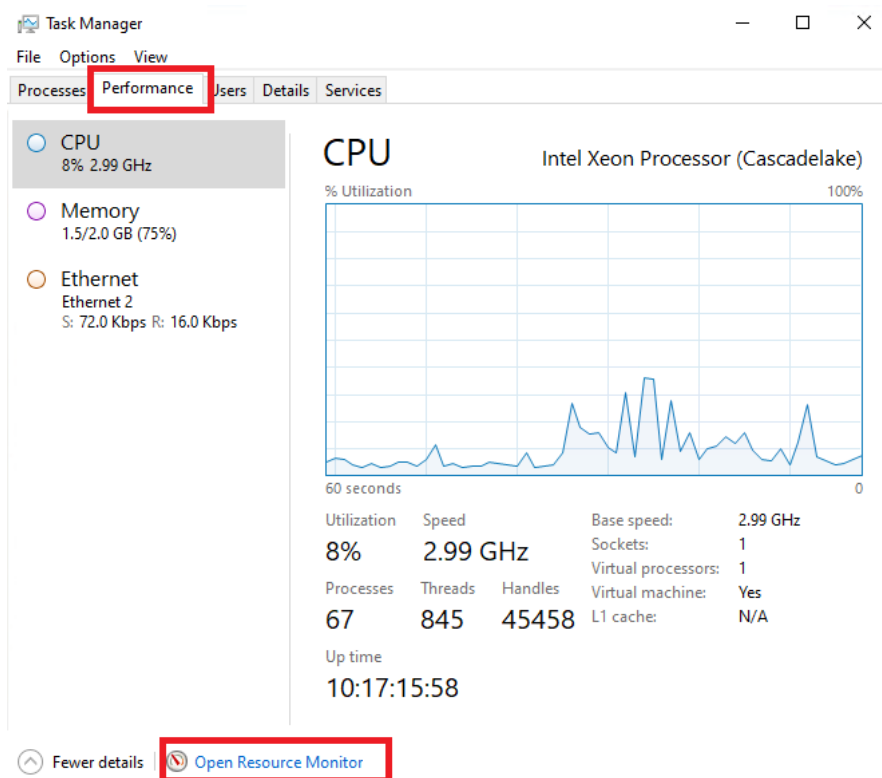 Task Manager
File Options View
Processes Performance Users Details Services
CPU
8% 2.99 GHz
Memory
1.5/2.0 GB (75%)
Ethernet
Ethernet 2
S: 72.0 Kbps R: 16.0 Kbps
CPU Intel Xeon Processor (Cascadelake)
% Utilization 100%
60 seconds 0
Utilization Speed
8% 2.99 GHz
Processes Threads Handles
67 845 45458
Up time
10:17:15:58
Base speed: 2.99 GHz
Sockets: 1
Virtual processors: 1
Virtual machine: Yes
L1 cache: N/A
Fewer details Open Resource Monitor